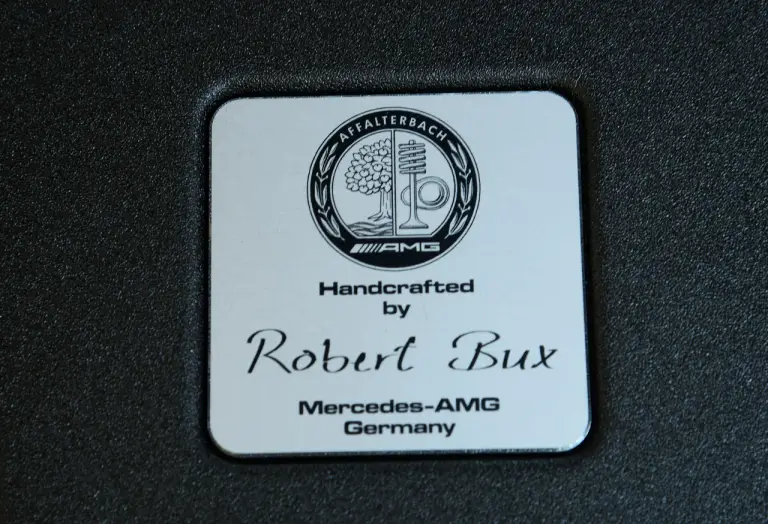 AFFALTERBACH
AMG
Handcrafted
by
Robert Bux
Mercedes-AMG
Germany